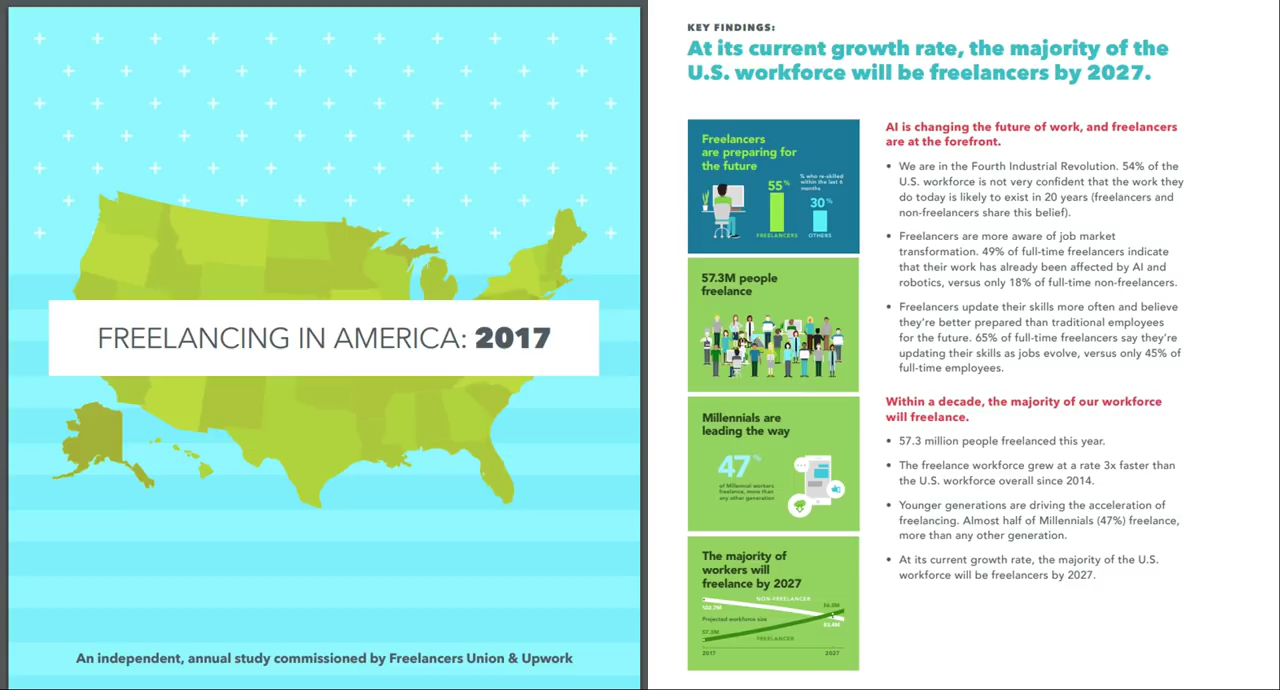 FREELANCING IN AMERICA: 2017
An independent, annual study commissioned by Freelancers Union & Upwork
KEY FINDINGS:
At its current growth rate, the majority of the
U.S. workforce will be freelancers by 2027.
Freelancers
are preparing for
the future
% who re-skilled
within the last 6
months
55%
30%
FREELANCERS
OTHERS
57.3M people
freelance
Millennials are
leading the way
47%
of Millennial workers
freelance, more than
any other generation
The majority of
workers will
freelance by 2027
NON-FREELANCER
Projected workforce size
57.3M
FREELANCER
2017
2027
AI is changing the future of work, and freelancers
are at the forefront.
• We are in the Fourth Industrial Revolution. 54% of the
U.S. workforce is not very confident that the work they
do today is likely to exist in 20 years (freelancers and
non-freelancers share this belief).
• Freelancers are more aware of job market
transformation. 49% of full-time freelancers indicate
that their work has already been affected by AI and
robotics, versus only 18% of full-time non-freelancers.
• Freelancers update their skills more often and believe
they're better prepared than traditional employees
for the future. 65% of full-time freelancers say they're
updating their skills as jobs evolve, versus only 45% of
full-time employees.
Within a decade, the majority of our workforce
will freelance.
• 57.3 million people freelanced this year.
• The freelance workforce grew at a rate 3x faster than
the U.S. workforce overall since 2014.
• Younger generations are driving the acceleration of
freelancing. Almost half of Millennials (47%) freelance,
more than any other generation.
• At its current growth rate, the majority of the U.S.
workforce will be freelancers by 2027.